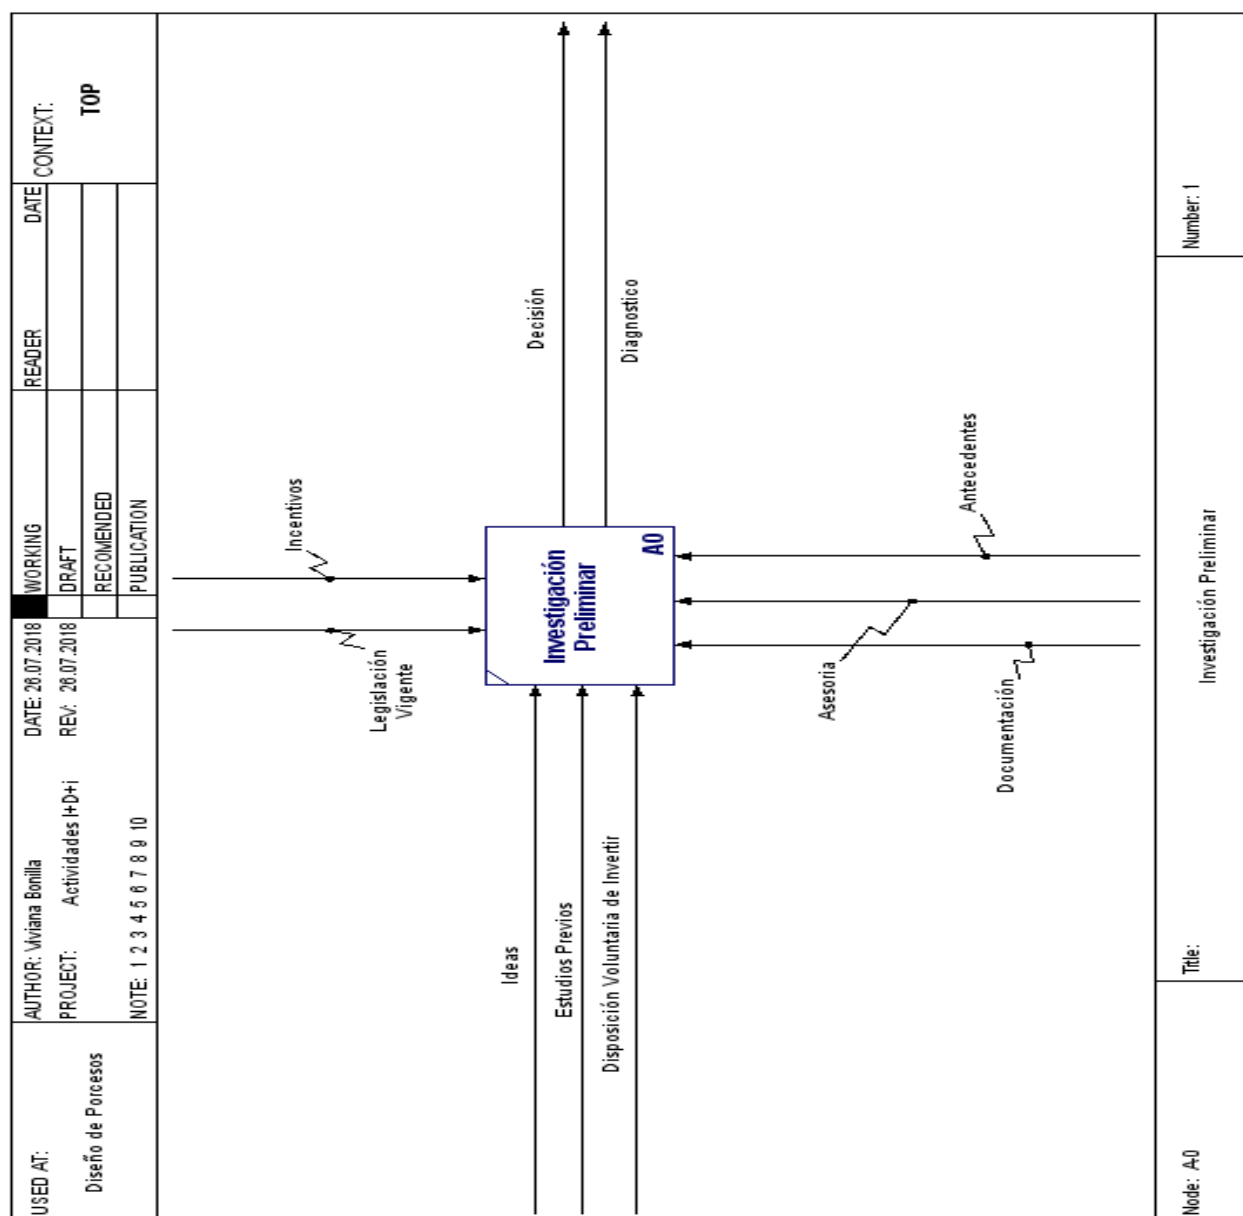 USED AT:
Diseño de Porcesos
AUTHOR: Viviana Bonilla
PROJECT: Actividades I+D+i
NOTE: 1 2 3 4 5 6 7 8 9 10
DATE: 26.07.2018
REV: 26.07.2018
WORKING
DRAFT
RECOMENDED
PUBLICATION
READER
DATE
CONTEXT:
TOP
Legislación
Vigente
Incentivos
Ideas
Estudios Previos
Disposición Voluntaria de Invertir
Investigación
Preliminar
A0
Decisión
Diagnostico
Documentación
Asesoria
Antecedentes
Node: A-0
Title:
Investigación Preliminar
Number: 1